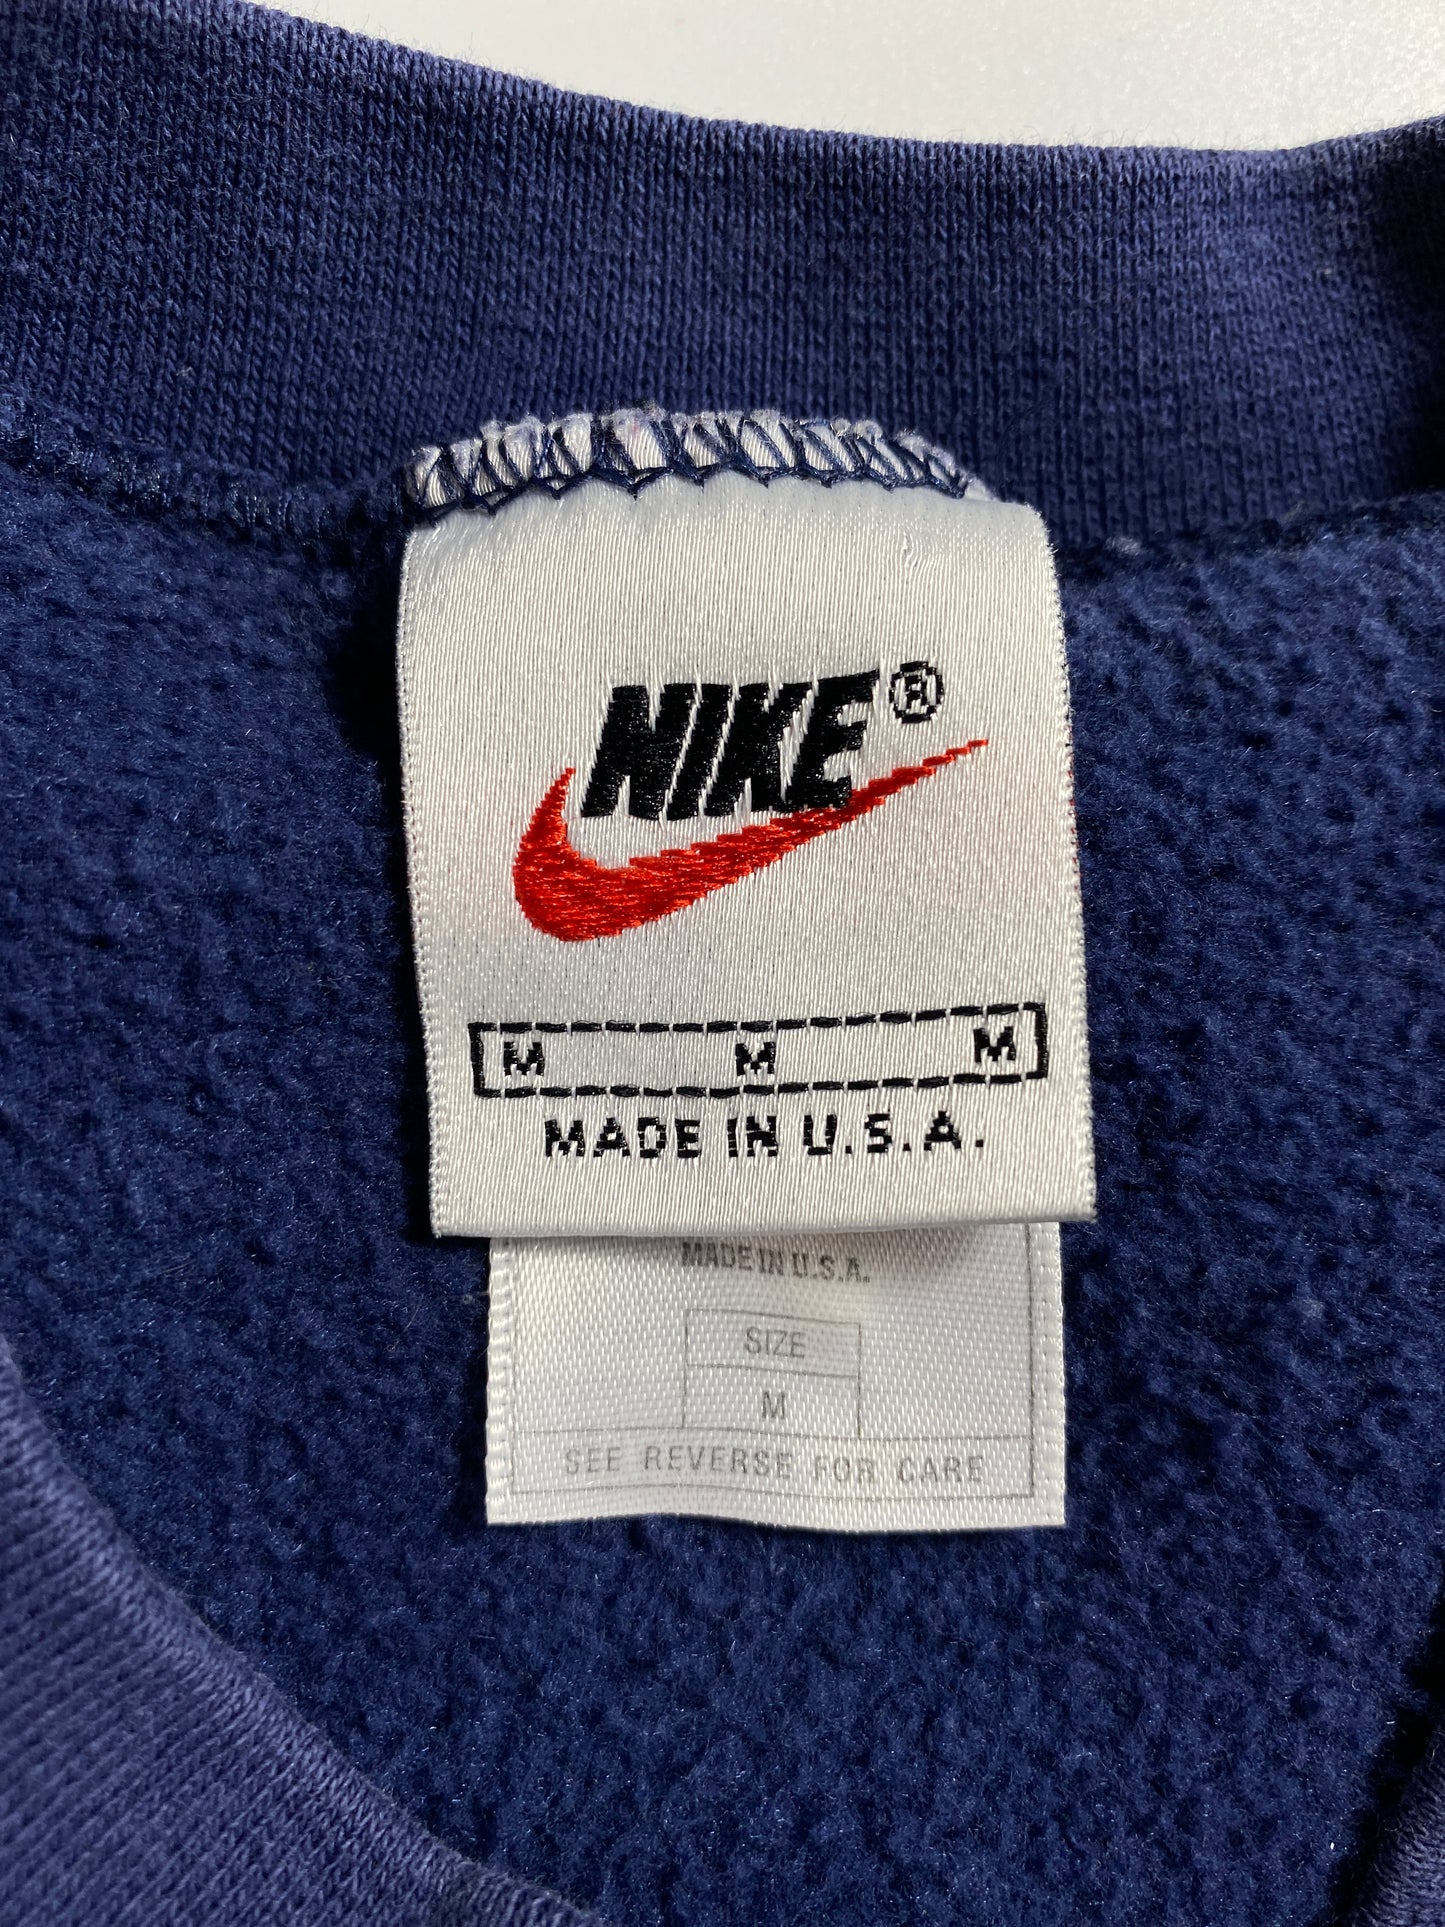 NIKE®
M M M
MADE IN U.S.A.
MADE IN U.S.A.
SIZE
M
SEE REVERSE FOR CARE